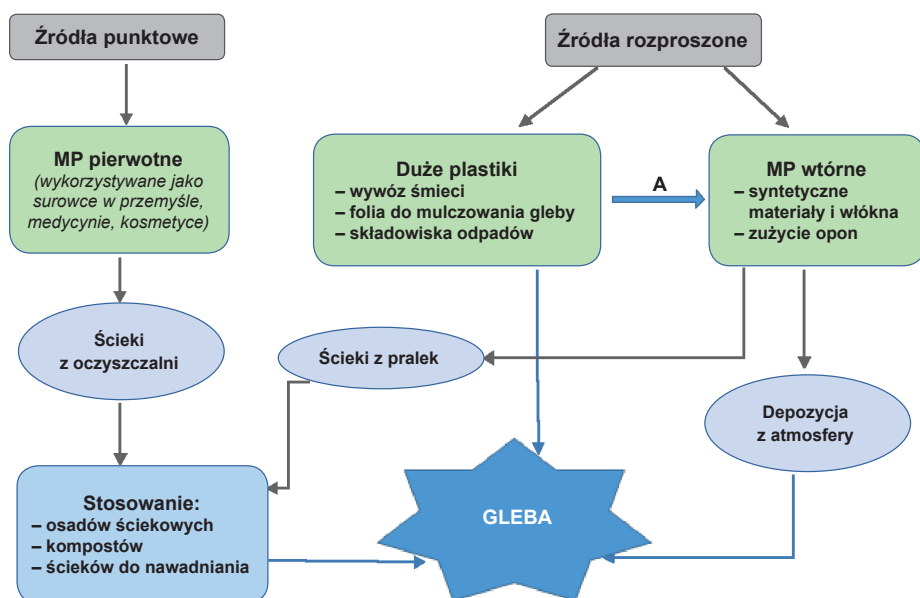 Źródła punktowe
Źródła rozproszone
MP pierwotne
(wykorzystywane jako
surowce w przemyśle,
medycynie, kosmetyce)
Duże plastiki
– wywóz śmieci
– folia do mulczowania gleby
– składowiska odpadów
A
MP wtórne
– syntetyczne
materiały i włókna
– zużycie opon
Ścieki
z oczyszczalni
Ścieki z pralek
Depozycja
z atmosfery
Stosowanie:
– osadów ściekowych
– kompostów
– ścieków do nawadniania
GLEBA